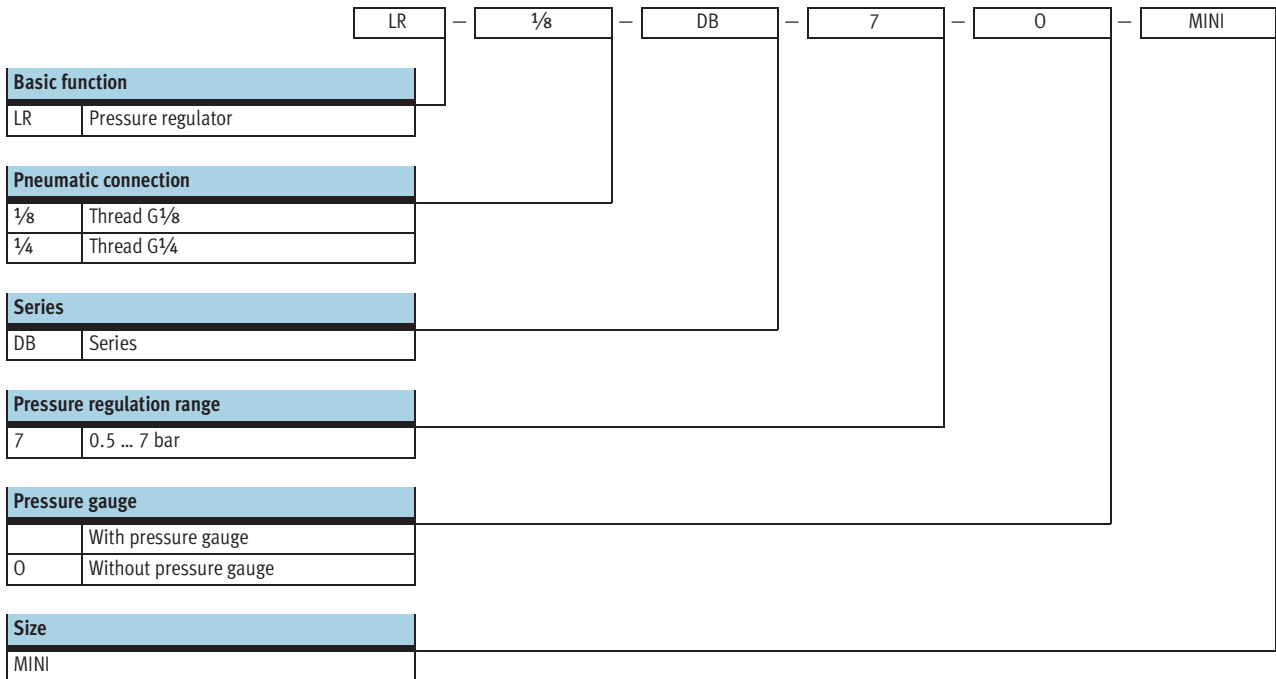 LR – ⅛ – DB – 7 – O – MINI
Basic function
LR Pressure regulator
Pneumatic connection
⅛ Thread G⅛
¼ Thread G¼
Series
DB Series
Pressure regulation range
7 0.5 … 7 bar
Pressure gauge
With pressure gauge
O Without pressure gauge
Size
MINI